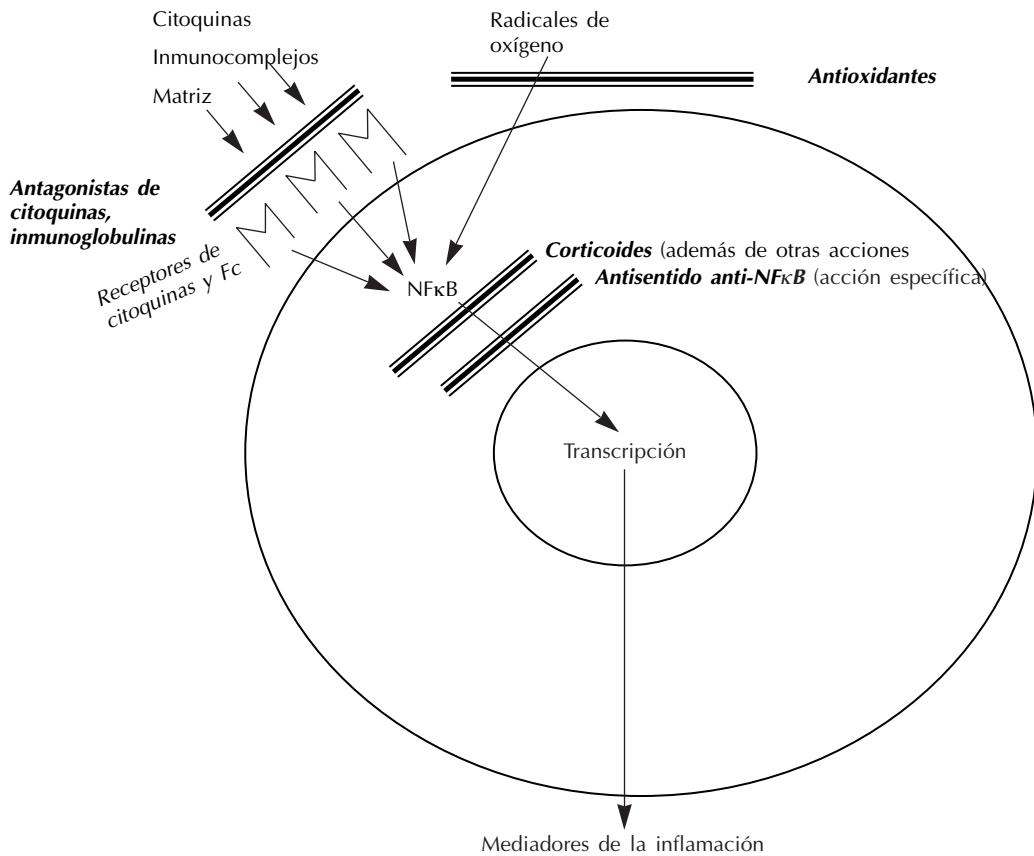 Citoquinas
Inmunocomplejos
Matriz
Radicales de
oxígeno
Antioxidantes
Antagonistas de
citoquinas,
inmunoglobulinas
Receptores de
citoquinas y Fc
NFκB
Corticoides (además de otras acciones
Antisentido anti-NFκB (acción específica)
Transcripción
Mediadores de la inflamación